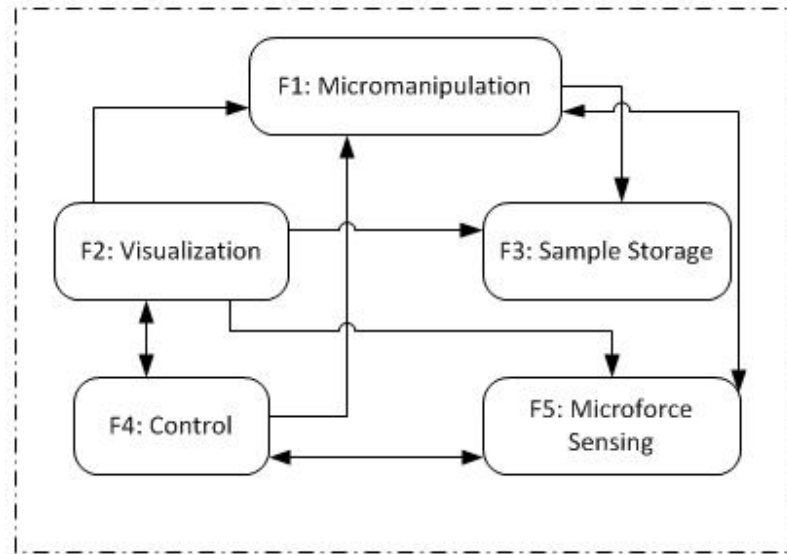 F1: Micromanipulation
F2: Visualization
F3: Sample Storage
F4: Control
F5: Microforce
Sensing